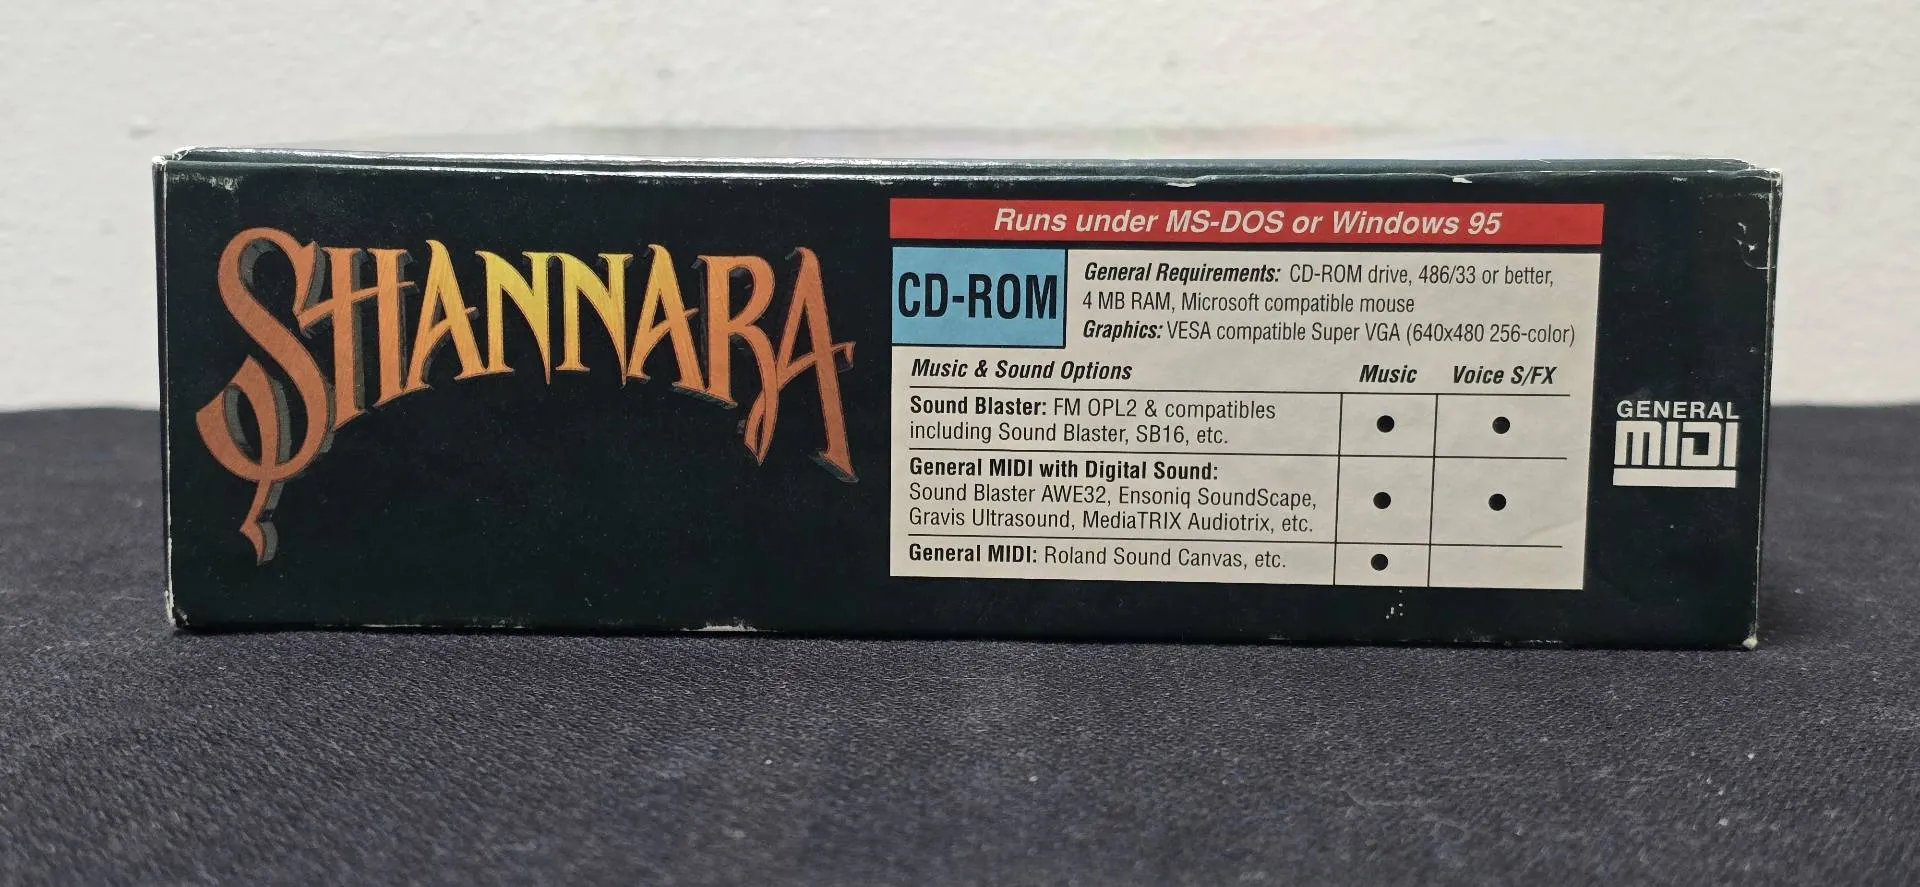 SHANNARA
Runs under MS-DOS or Windows 95
CD-ROM
General Requirements: CD-ROM drive, 486/33 or better,
4 MB RAM, Microsoft compatible mouse
Graphics: VESA compatible Super VGA (640x480 256-color)
Music & Sound Options
Music
Voice S/FX
Sound Blaster: FM OPL2 & compatibles
including Sound Blaster, SB16, etc.
General MIDI with Digital Sound:
Sound Blaster AWE32, Ensoniq SoundScape,
Gravis Ultrasound, MediaTRIX Audiotrix, etc.
General MIDI: Roland Sound Canvas, etc.
GENERAL
MIDI